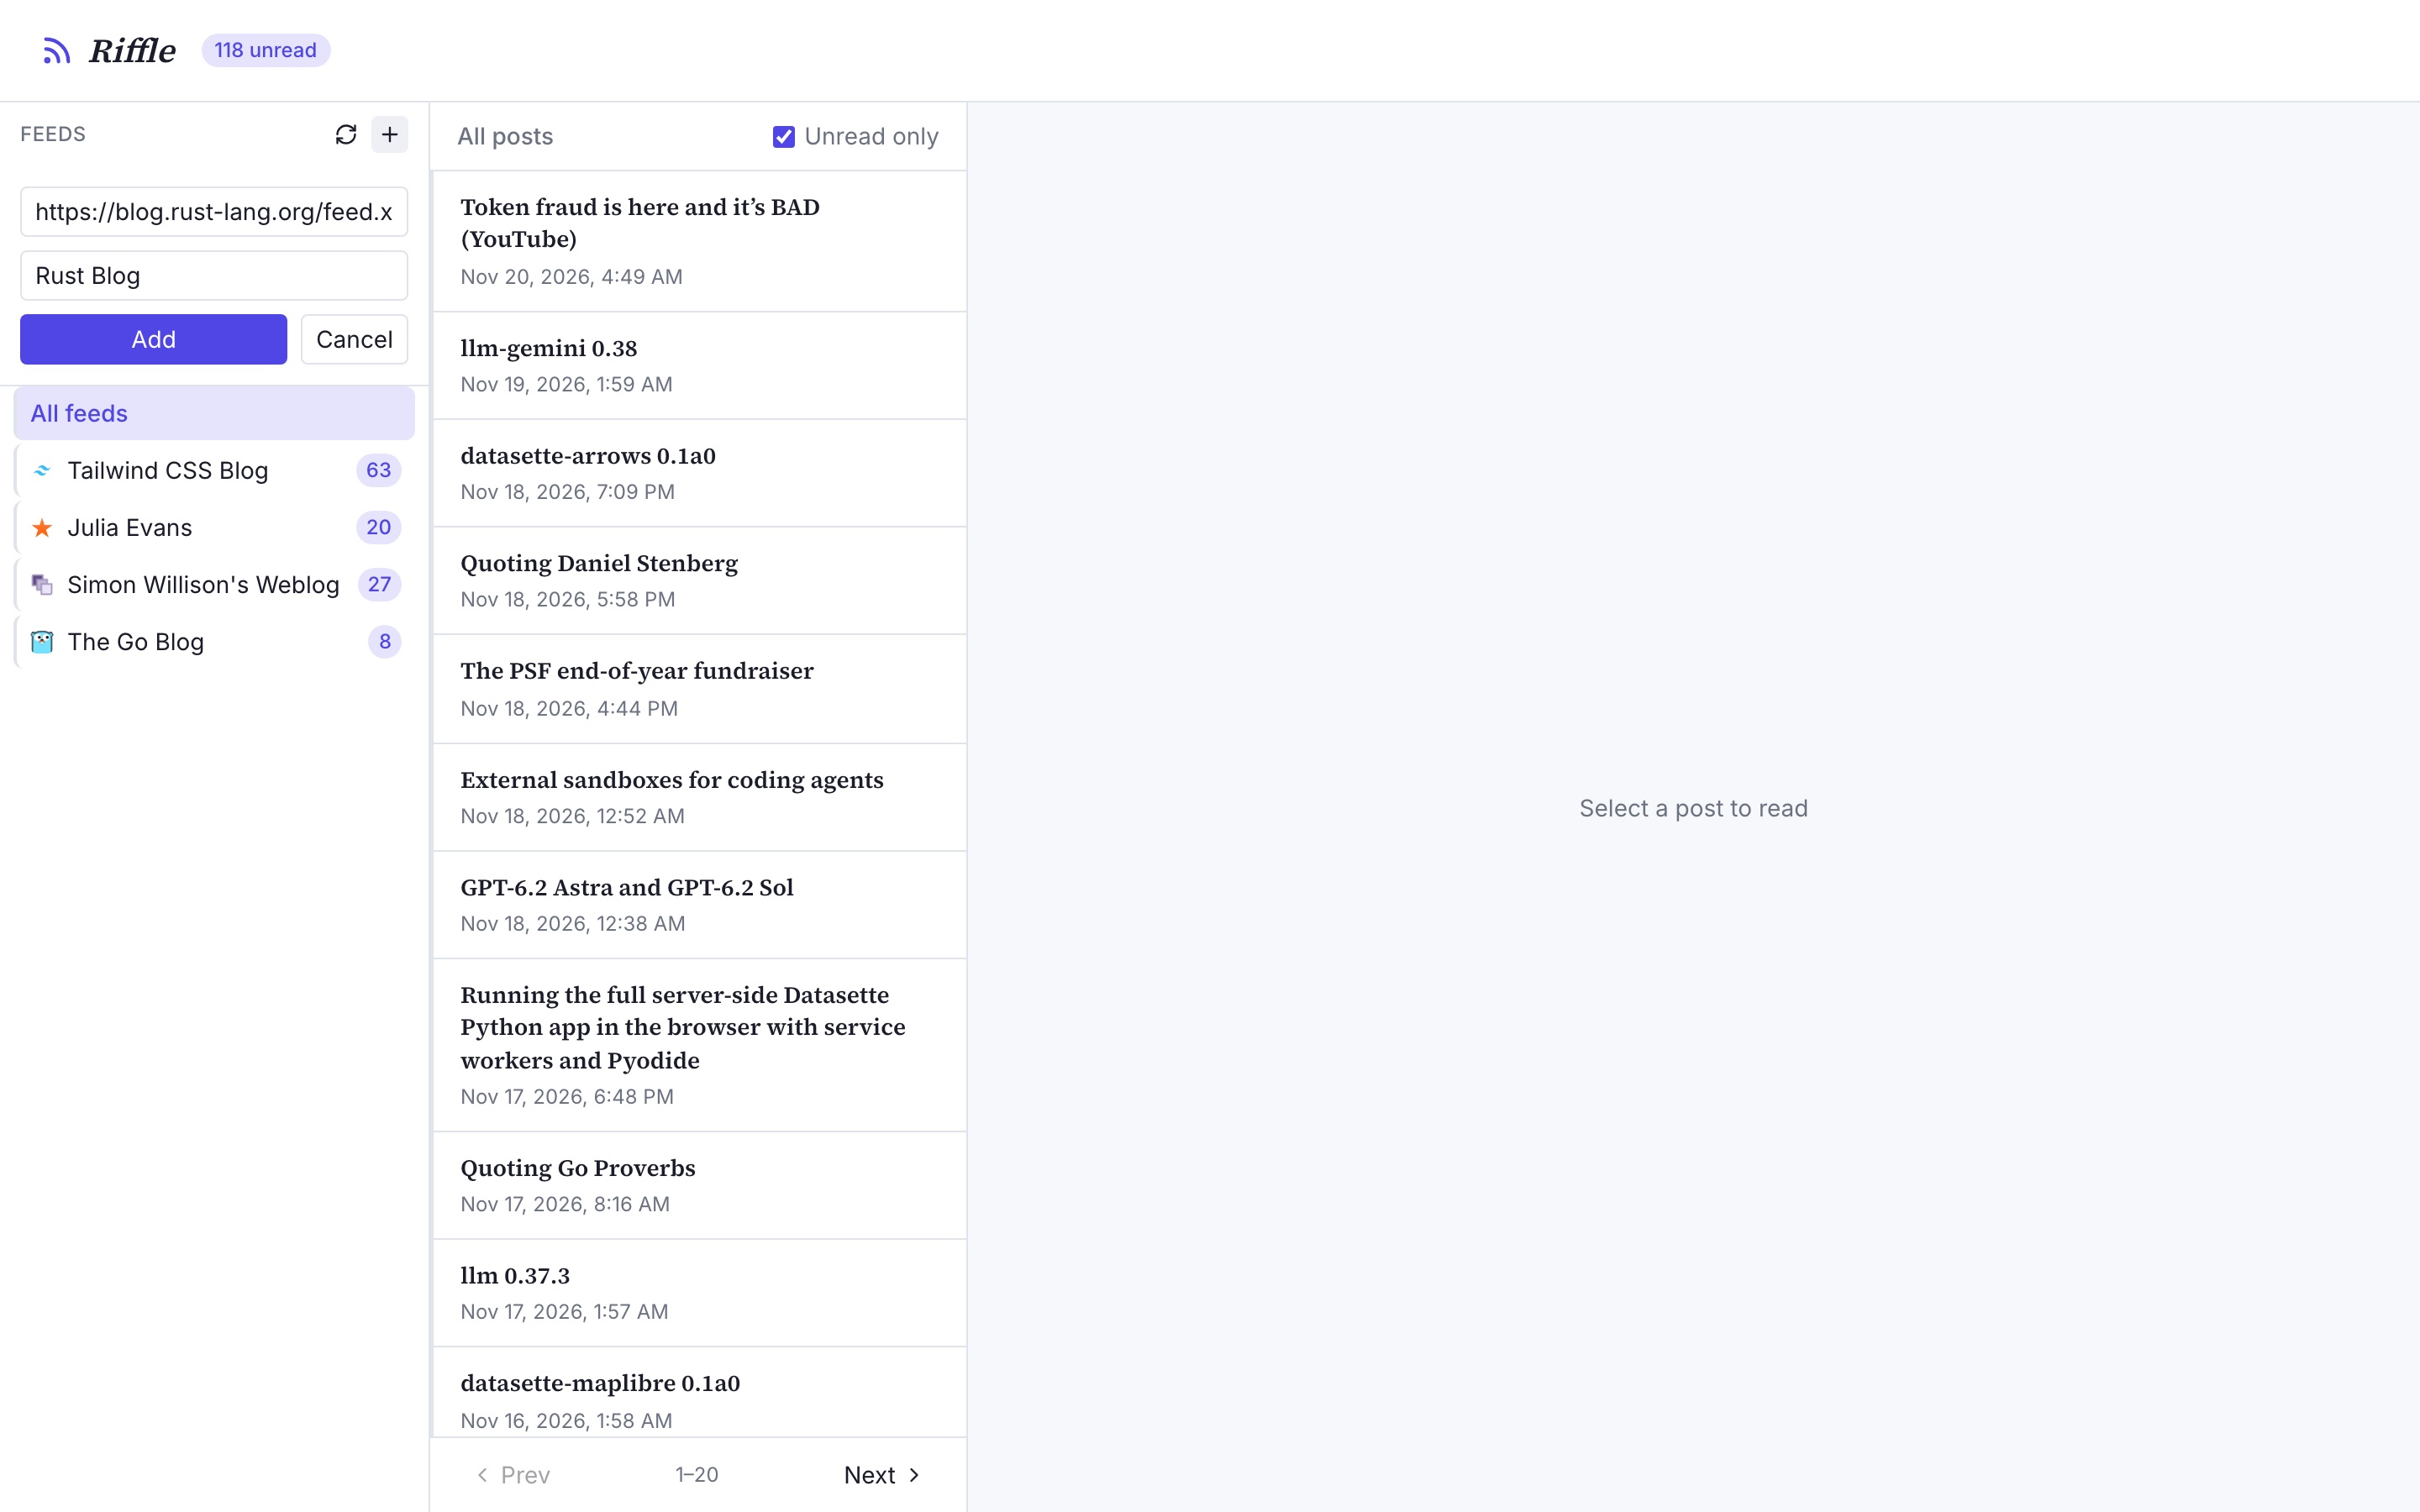 Riffle
118 unread
FEEDS
https://blog.rust-lang.org/feed.x
Rust Blog
Add
Cancel
All feeds
Tailwind CSS Blog
63
Julia Evans
20
Simon Willison's Weblog
27
The Go Blog
8
All posts
Unread only
Token fraud is here and it’s BAD
(YouTube)
Nov 20, 2026, 4:49 AM
llm-gemini 0.38
Nov 19, 2026, 1:59 AM
datasette-arrows 0.1a0
Nov 18, 2026, 7:09 PM
Quoting Daniel Stenberg
Nov 18, 2026, 5:58 PM
The PSF end-of-year fundraiser
Nov 18, 2026, 4:44 PM
External sandboxes for coding agents
Nov 18, 2026, 12:52 AM
GPT-6.2 Astra and GPT-6.2 Sol
Nov 18, 2026, 12:38 AM
Running the full server-side Datasette
Python app in the browser with service
workers and Pyodide
Nov 17, 2026, 6:48 PM
Quoting Go Proverbs
Nov 17, 2026, 8:16 AM
llm 0.37.3
Nov 17, 2026, 1:57 AM
datasette-maplibre 0.1a0
Nov 16, 2026, 1:58 AM
Prev
1–20
Next
Select a post to read